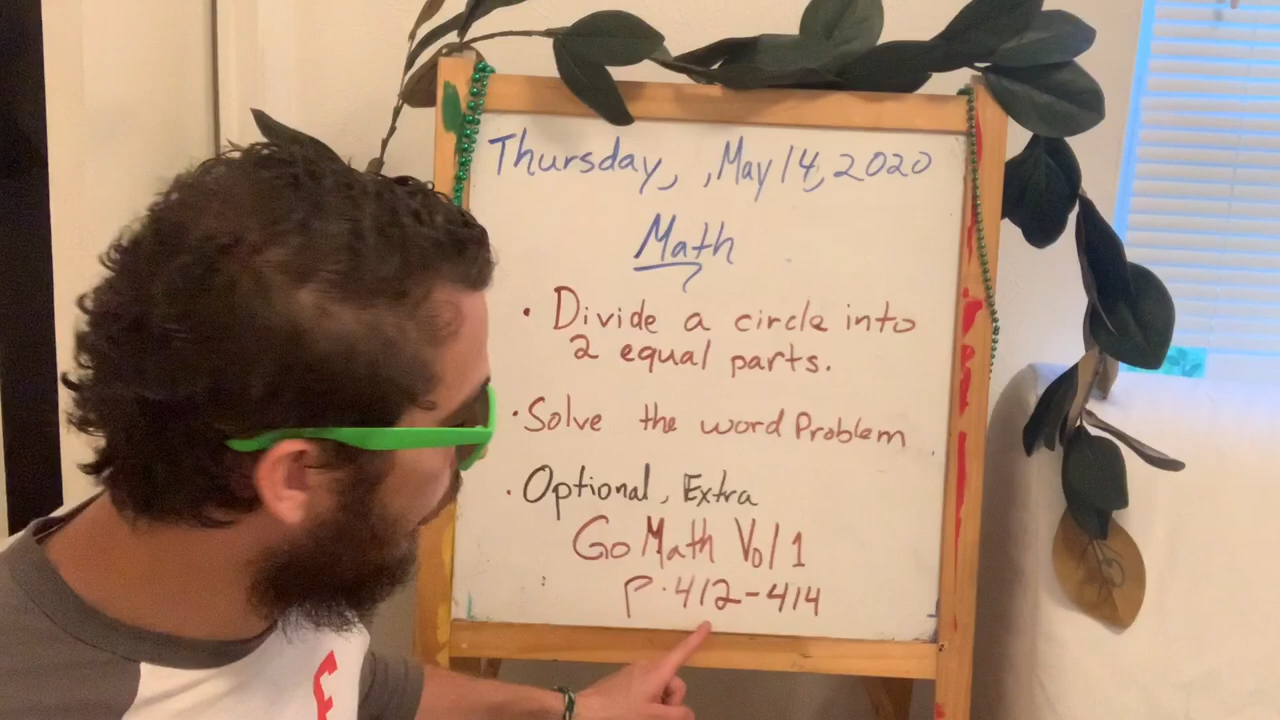 Thursday, , May 14, 2020
Math
· Divide a circle into
2 equal parts.
· Solve the word Problem
· Optional, Extra
Go Math Vol 1
P. 412-414